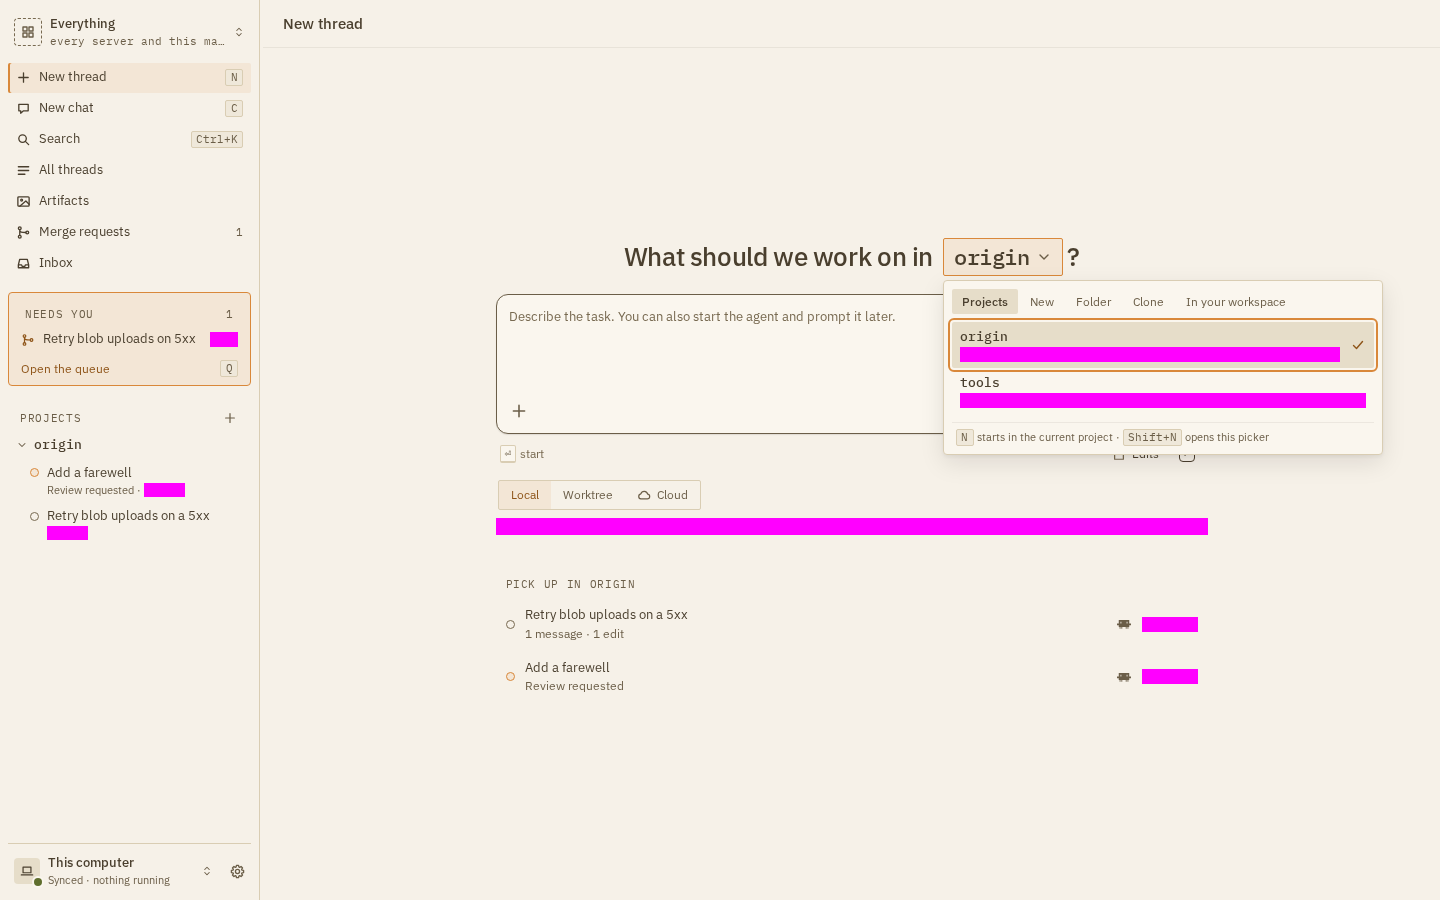 Everything
every server and this ma…
New thread N
New chat C
Search Ctrl+K
All threads
Artifacts
Merge requests 1
Inbox
NEEDS YOU 1
Retry blob uploads on 5xx
Open the queue Q
PROJECTS
origin
Add a farewell
Review requested ·
Retry blob uploads on a 5xx
This computer
Synced · nothing running
New thread
What should we work on in origin ?
Describe the task. You can also start the agent and prompt it later.
Projects New Folder Clone In your workspace
origin
tools
N starts in the current project · Shift+N opens this picker
⏎ start
Edits
Local Worktree Cloud
PICK UP IN ORIGIN
Retry blob uploads on a 5xx
1 message · 1 edit
Add a farewell
Review requested